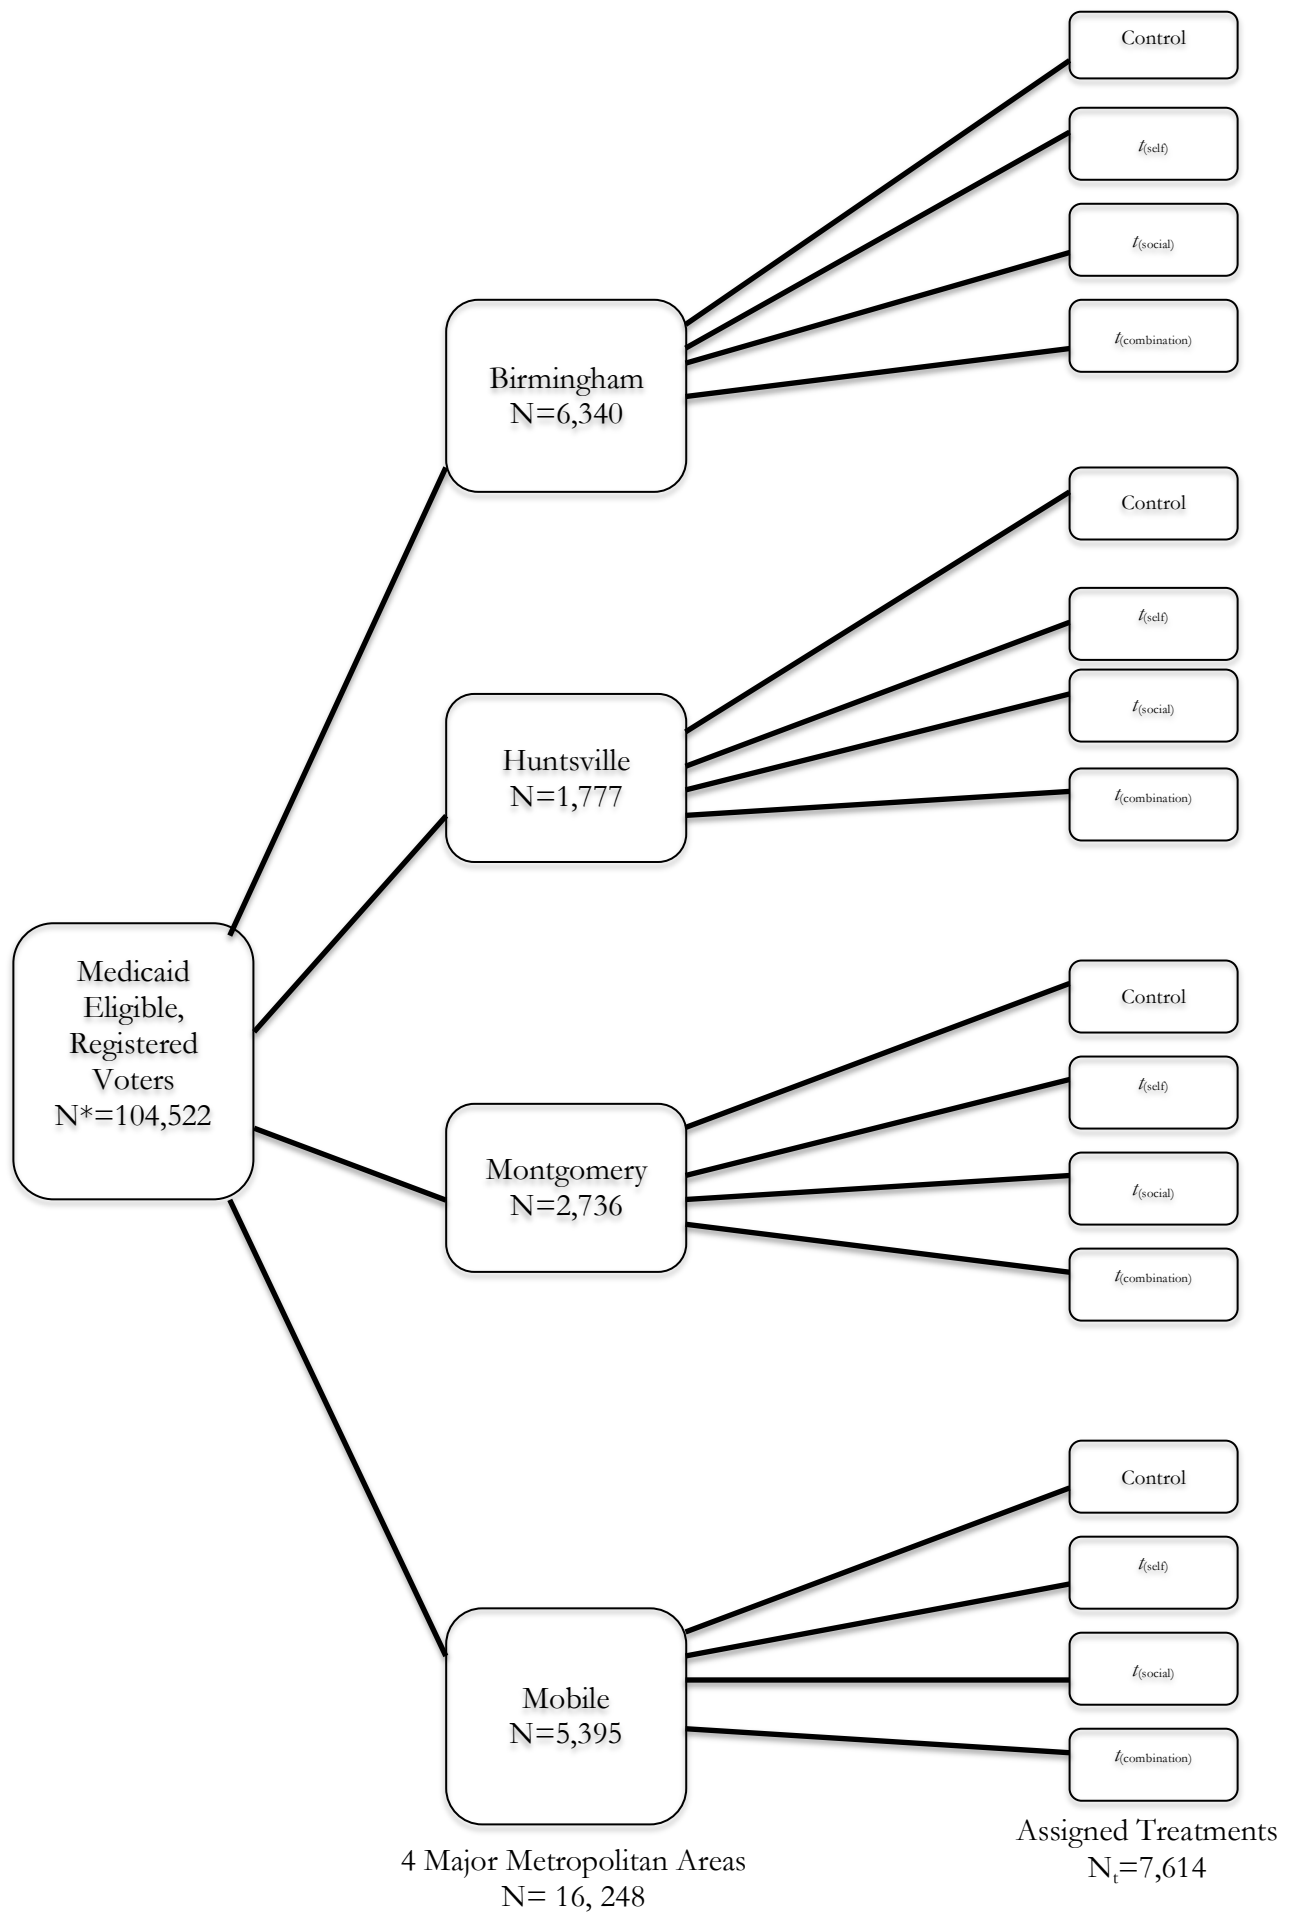 Control
t(self)
t(social)
t(combination)
Birmingham
N=6,340
Control
t(self)
t(social)
t(combination)
Huntsville
N=1,777
Medicaid
Eligible,
Registered
Voters
N*=104,522
Control
t(self)
t(social)
t(combination)
Montgomery
N=2,736
Control
t(self)
t(social)
t(combination)
Mobile
N=5,395
4 Major Metropolitan Areas
N= 16, 248
Assigned Treatments
Nt=7,614